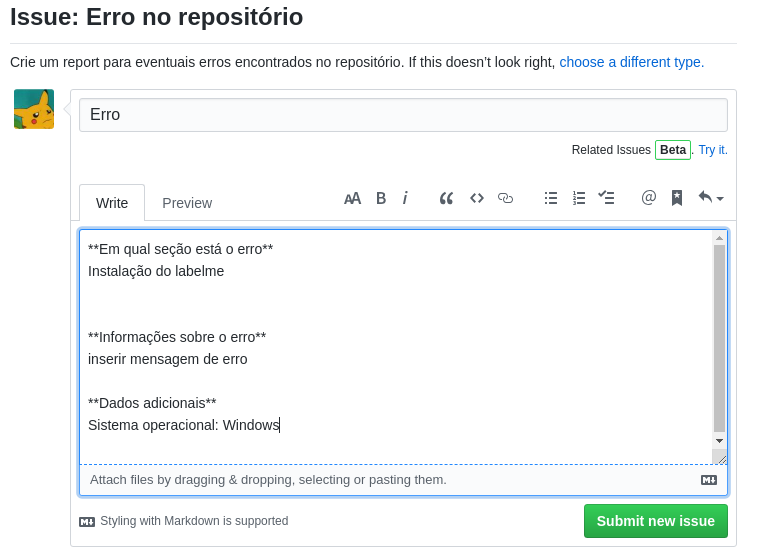 Issue: Erro no repositório
Crie um report para eventuais erros encontrados no repositório. If this doesn’t look right, choose a different type.
Erro
Related Issues Beta. Try it.
Write Preview AA B i @
**Em qual seção está o erro**
Instalação do labelme
**Informações sobre o erro**
inserir mensagem de erro
**Dados adicionais**
Sistema operacional: Windows
Attach files by dragging & dropping, selecting or pasting them.
Styling with Markdown is supported
Submit new issue